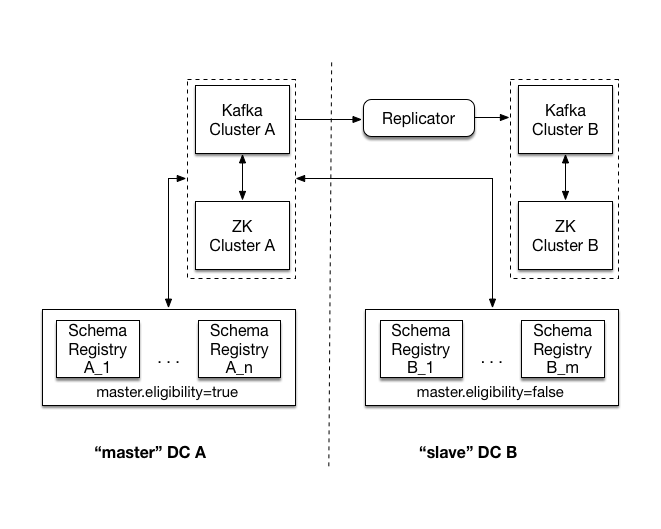 Kafka
Cluster A
Replicator
Kafka
Cluster B
ZK
Cluster A
ZK
Cluster B
Schema
Registry
A_1
. . .
Schema
Registry
A_n
master.eligibility=true
Schema
Registry
B_1
. . .
Schema
Registry
B_m
master.eligibility=false
“master” DC A
“slave” DC B